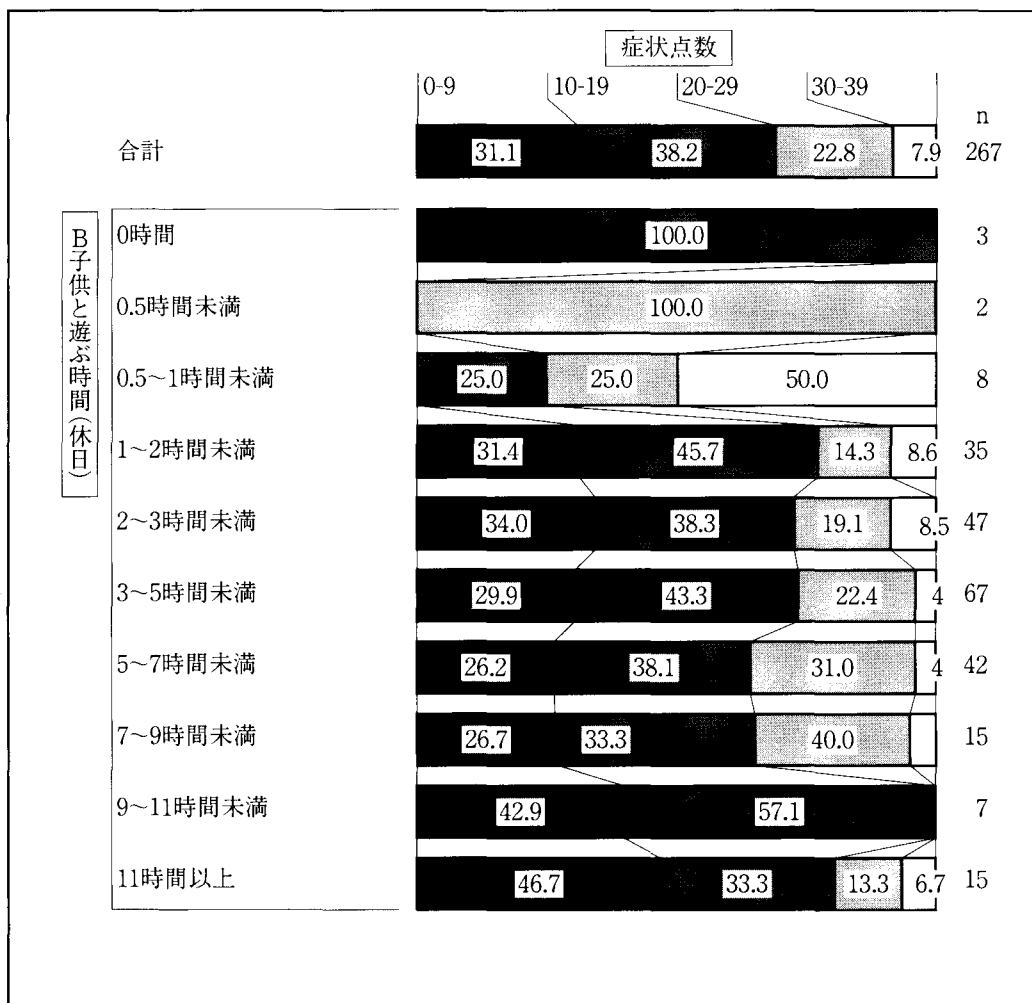 症状点数
0-9 10-19 20-29 30-39
n
合計 31.1 38.2 22.8 7.9 267
B子供と遊ぶ時間(休日)
0時間 100.0 3
0.5時間未満 100.0 2
0.5~1時間未満 25.0 25.0 50.0 8
1~2時間未満 31.4 45.7 14.3 8.6 35
2~3時間未満 34.0 38.3 19.1 8.5 47
3~5時間未満 29.9 43.3 22.4 4 67
5~7時間未満 26.2 38.1 31.0 4 42
7~9時間未満 26.7 33.3 40.0 15
9~11時間未満 42.9 57.1 7
11時間以上 46.7 33.3 13.3 6.7 15